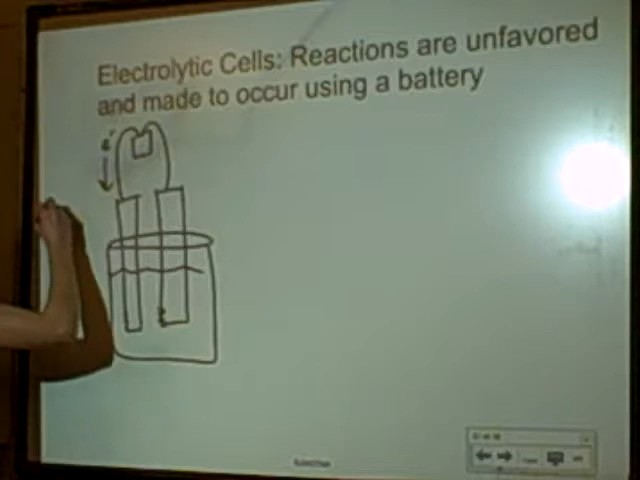 Electrolytic Cells: Reactions are unfavored
and made to occur using a battery
e⁻